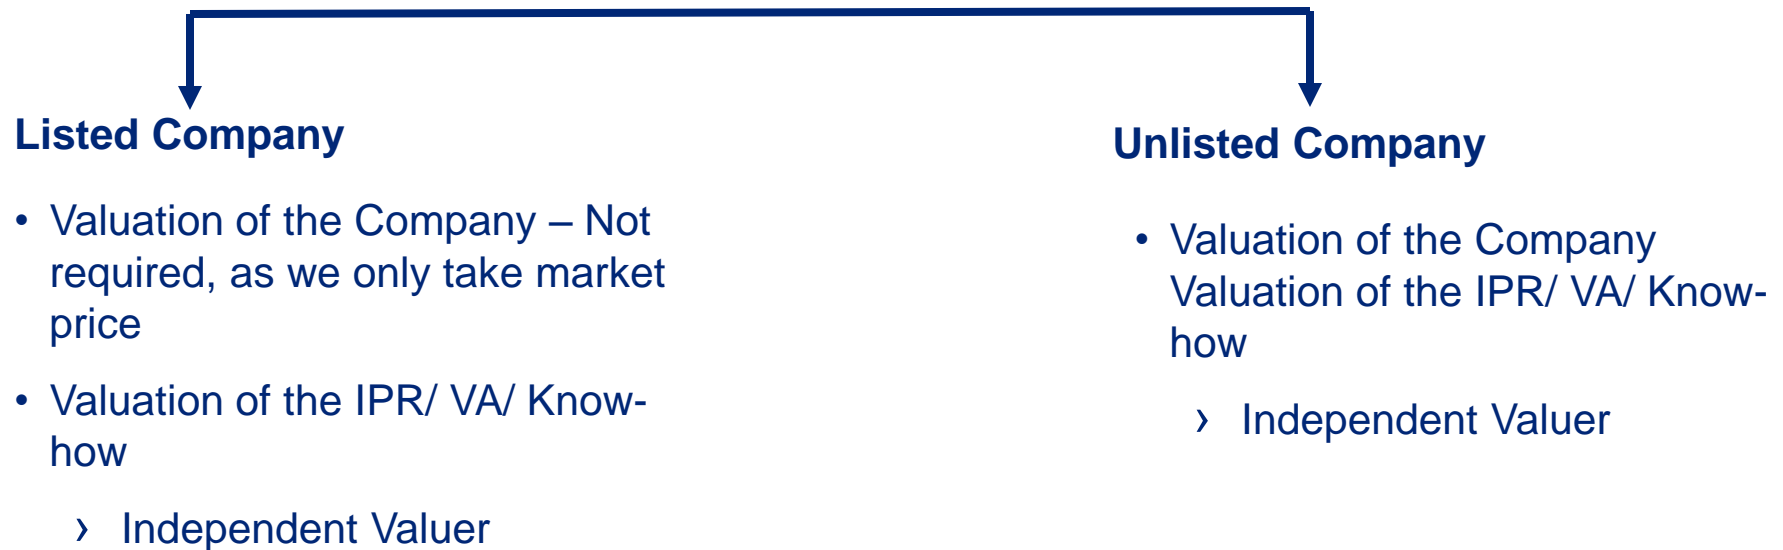 Listed Company
• Valuation of the Company – Not
required, as we only take market
price
• Valuation of the IPR/ VA/ Know-
how
› Independent Valuer
Unlisted Company
• Valuation of the Company
Valuation of the IPR/ VA/ Know-
how
› Independent Valuer